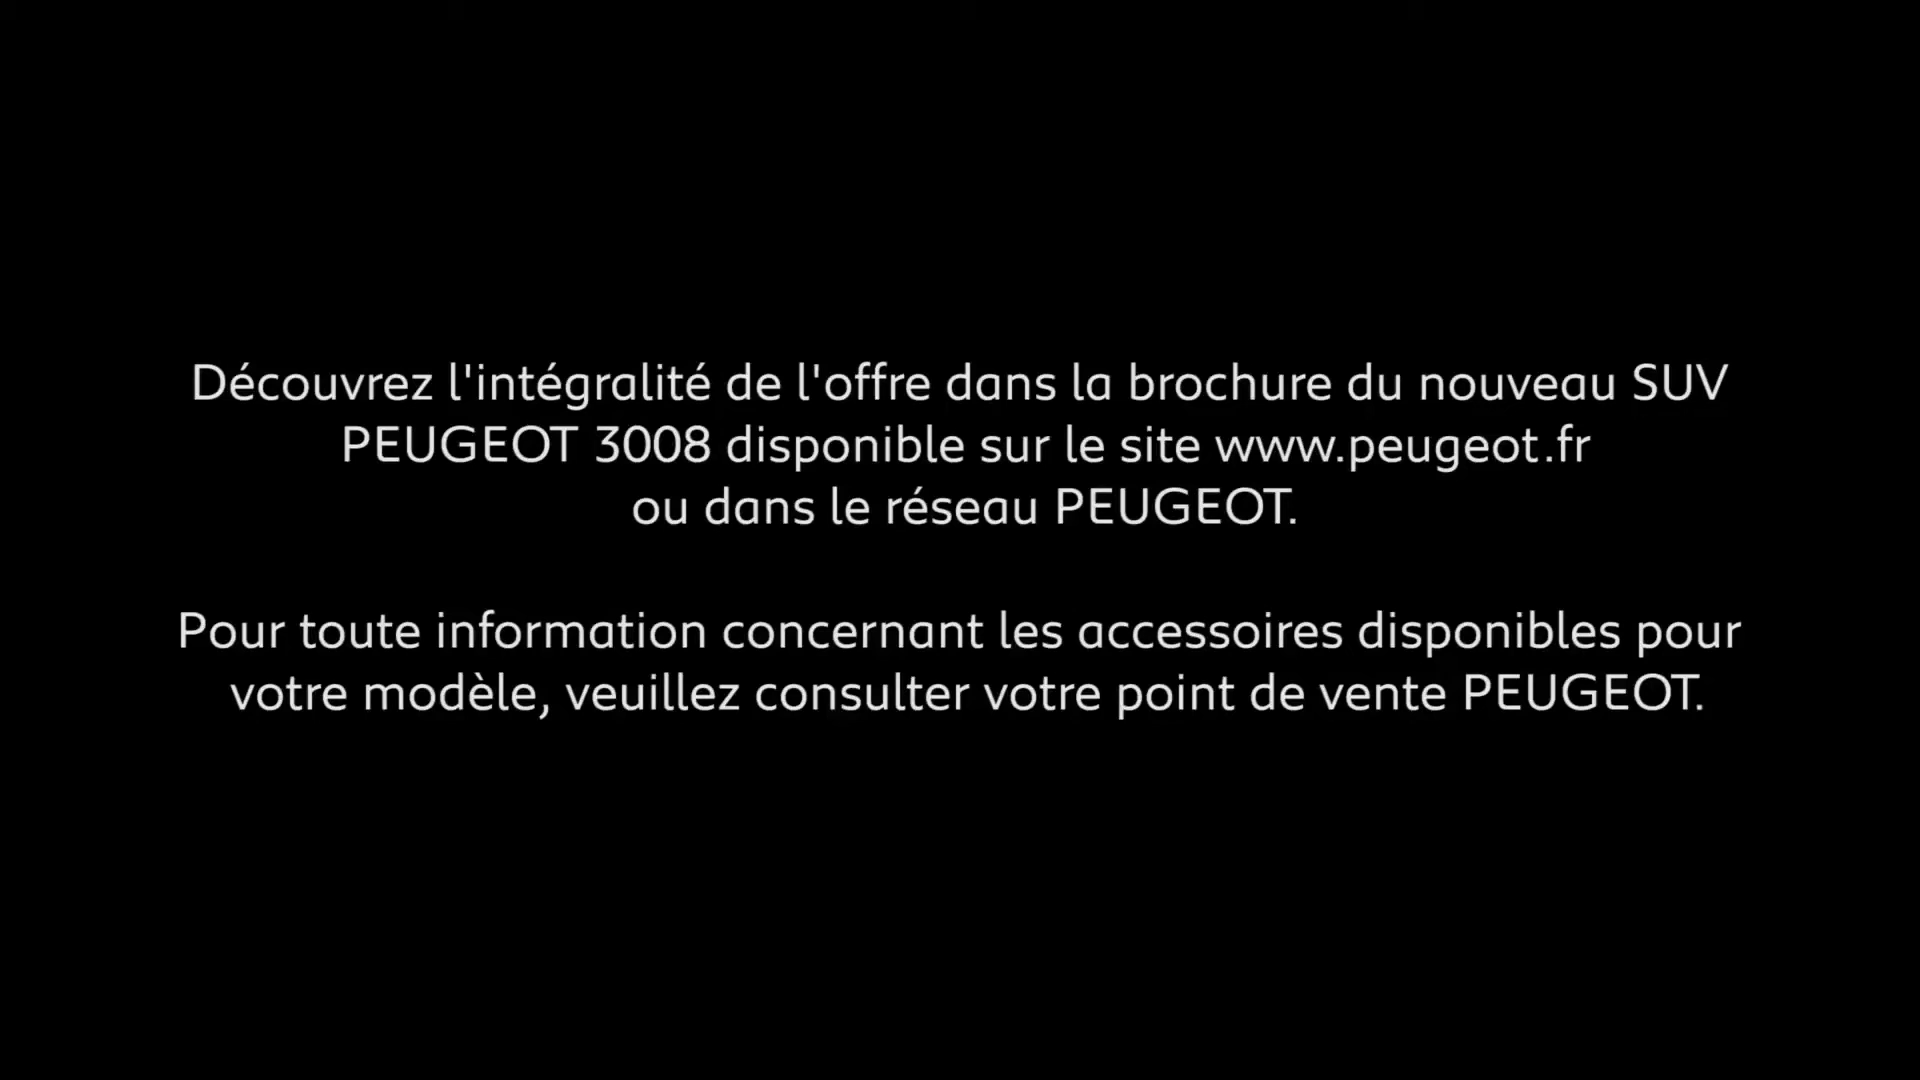 Découvrez l'intégralité de l'offre dans la brochure du nouveau SUV
PEUGEOT 3008 disponible sur le site www.peugeot.fr
ou dans le réseau PEUGEOT.
Pour toute information concernant les accessoires disponibles pour
votre modèle, veuillez consulter votre point de vente PEUGEOT.